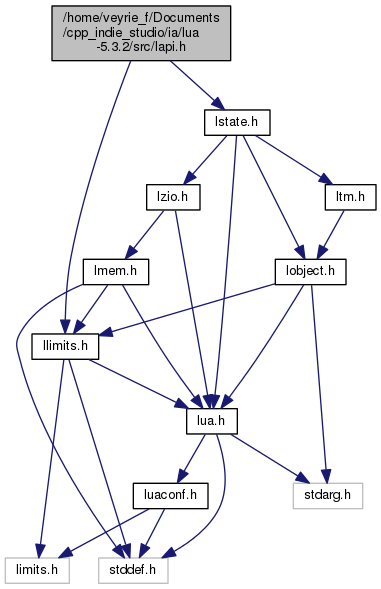 /home/veyrie_f/Documents
/cpp_indie_studio/ia/lua
-5.3.2/src/lapi.h
lstate.h
lzio.h
ltm.h
lmem.h
lobject.h
llimits.h
lua.h
luaconf.h
stdarg.h
limits.h
stddef.h